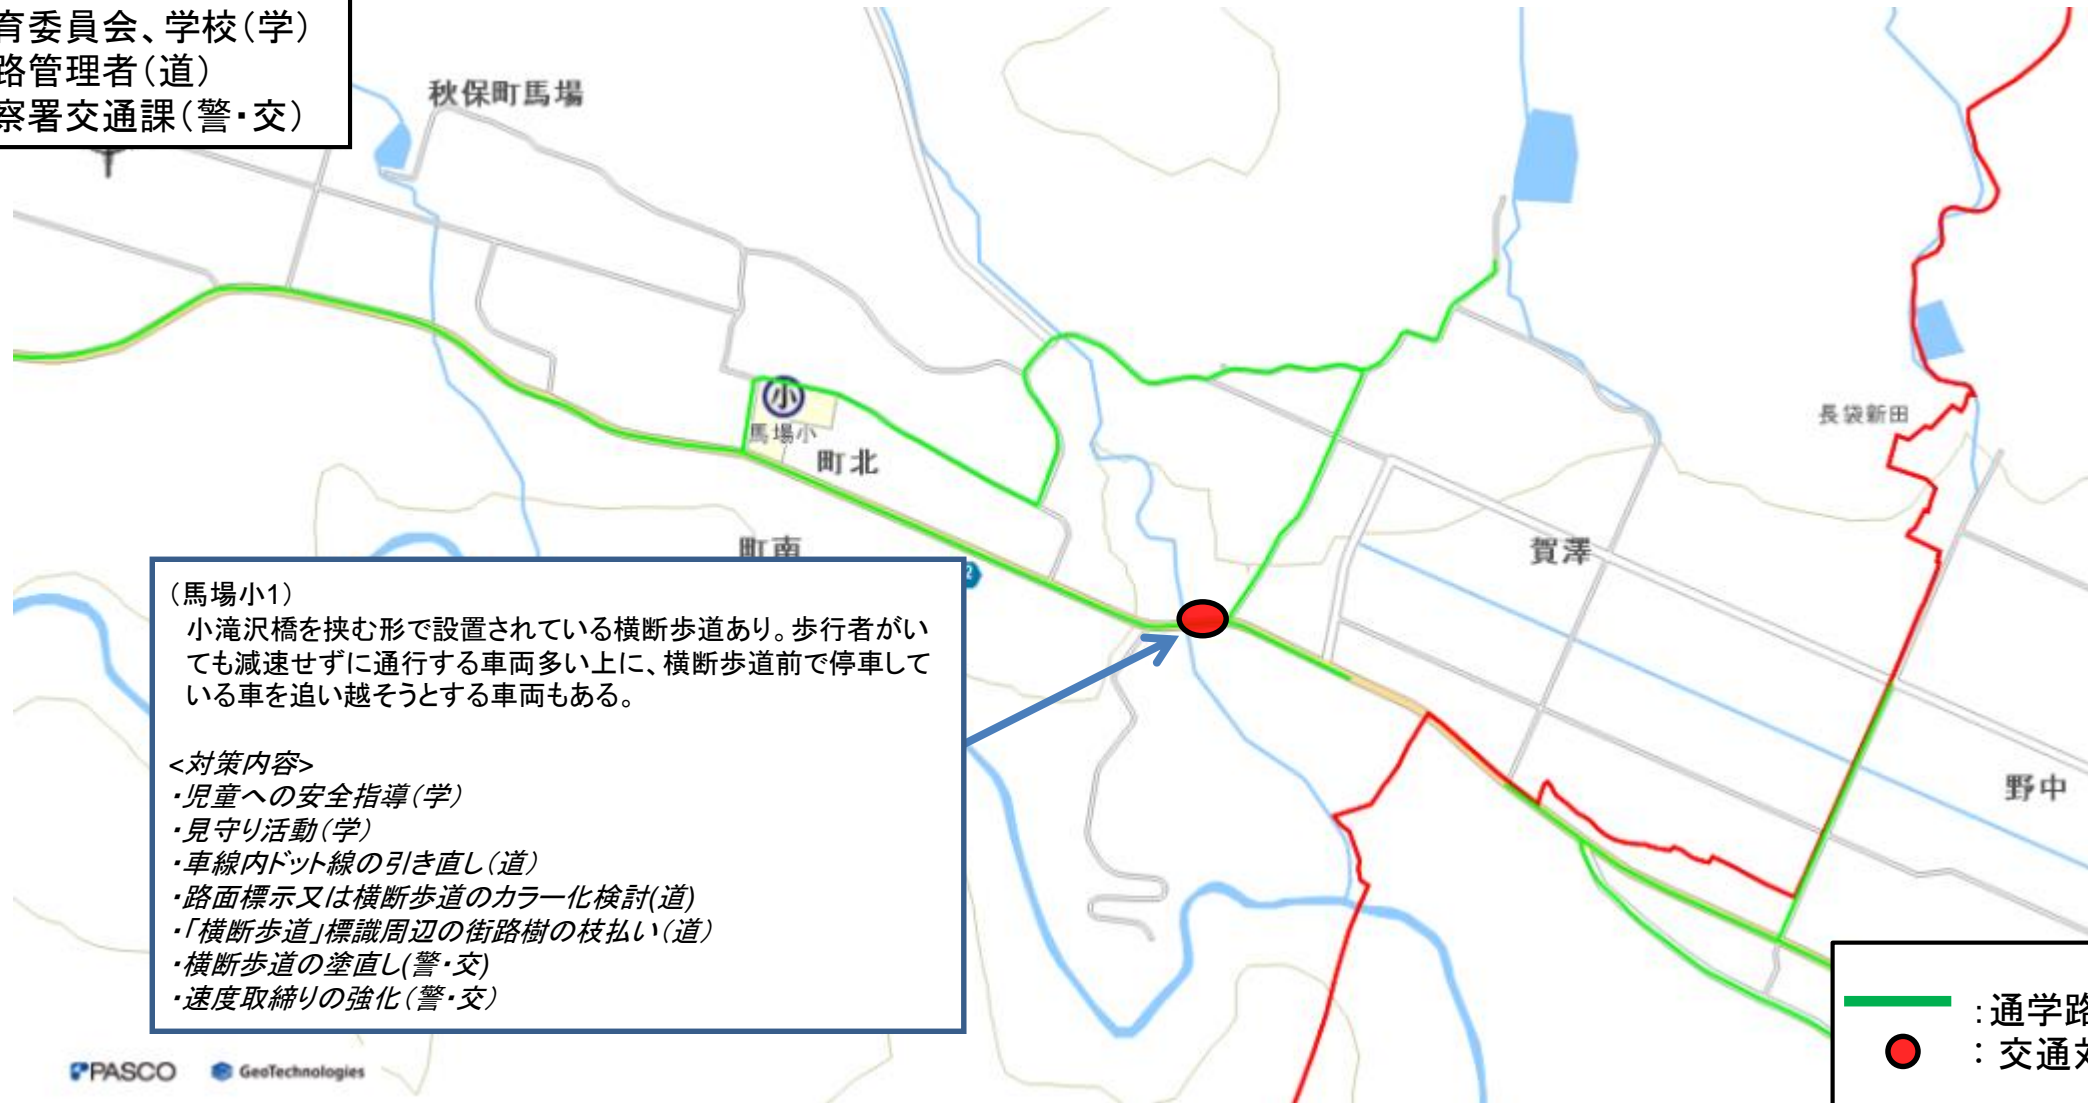 育委員会、学校（学）
路管理者（道）
察署交通課（警・交）
秋保町馬場
小
馬場小
町北
町南
長袋新田
賀澤
野中
2
（馬場小1）
小滝沢橋を挟む形で設置されている横断歩道あり。歩行者がい
ても減速せずに通行する車両多い上に、横断歩道前で停車して
いる車を追い越そうとする車両もある。
<対策内容>
・児童への安全指導（学）
・見守り活動（学）
・車線内ドット線の引き直し（道）
・路面標示又は横断歩道のカラー化検討(道)
・「横断歩道」標識周辺の街路樹の枝払い（道）
・横断歩道の塗直し(警・交)
・速度取締りの強化（警・交）
：通学路
：交通対
PASCO
GeoTechnologies